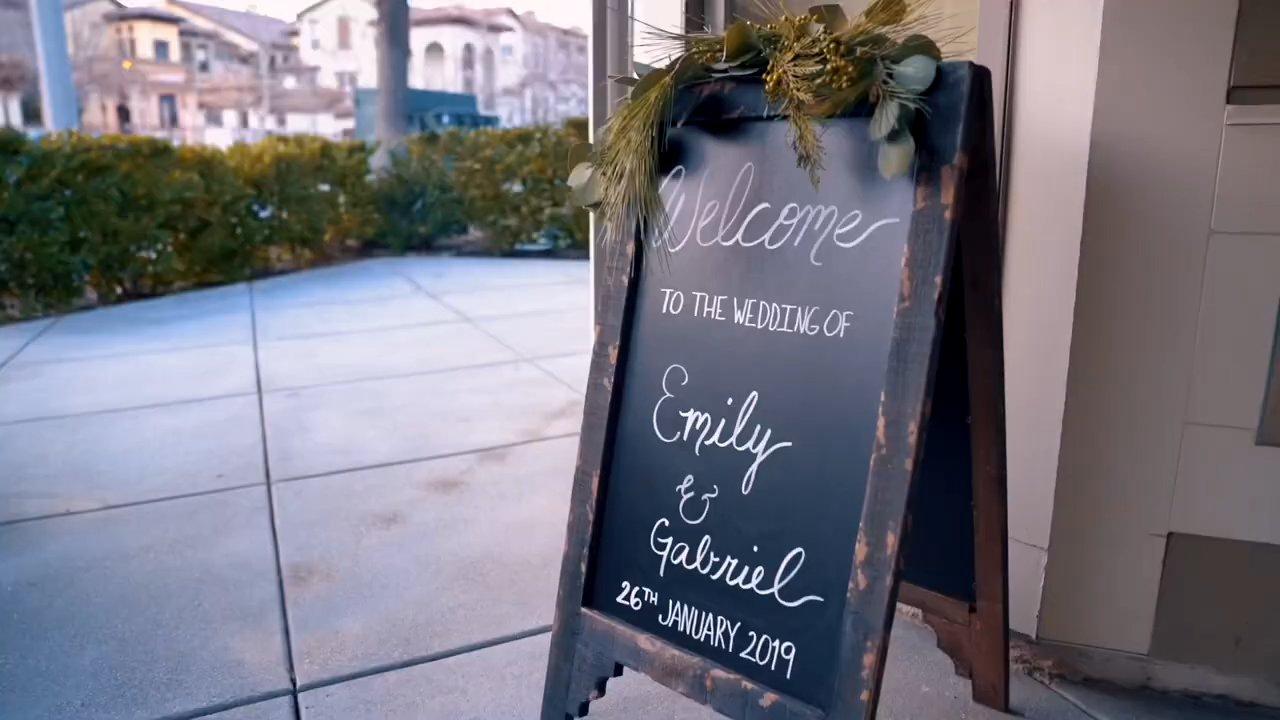 Welcome
TO THE WEDDING OF
Emily
&
Gabriel
26TH JANUARY 2019